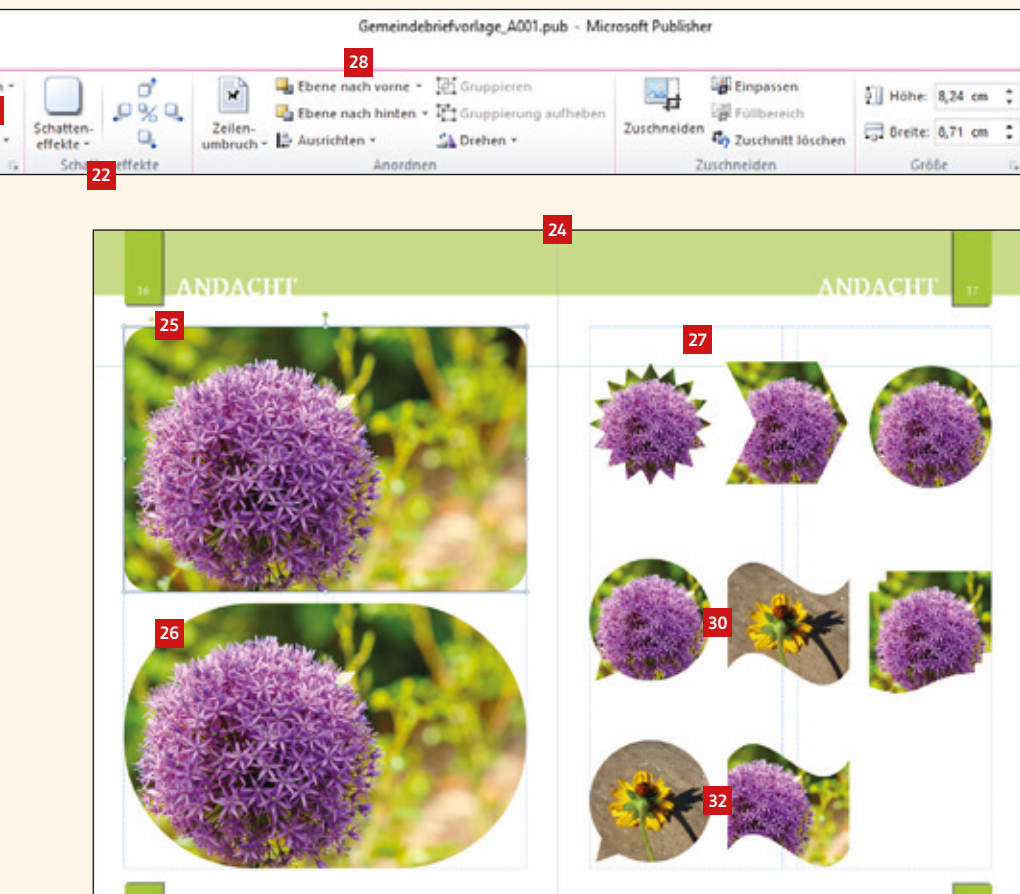 Gemeindebriefvorlage_A001.pub - Microsoft Publisher
28
Ebene nach vorne
Gruppieren
Einpassen
Ebene nach hinten
Gruppierung aufheben
Füllbereich
Höhe: 8,24 cm
Schatten-
effekte
Zeilen-
umbruch
Ausrichten
Drehen
Zuschneiden
Zuschnitt löschen
Breite: 8,71 cm
22
effekte
Anordnen
Zuschneiden
Größe
24
16 ANDACHT
ANDACHT 17
25
27
26
30
32